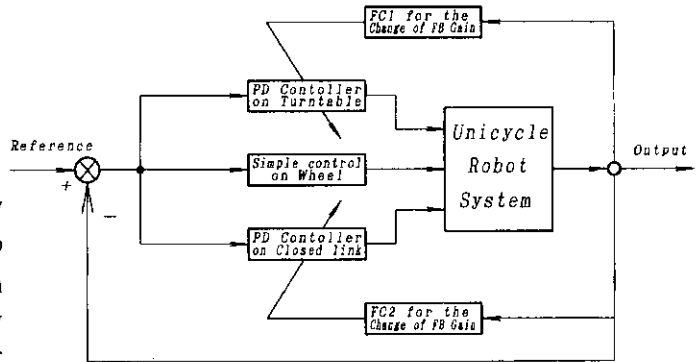 FC1 for the
Change of FB Gain
PD Contoller
on Turntable
Reference
+
−
Simple control
on Wheel
Unicycle
Robot
System
Output
PD Contoller
on Closed link
FC2 for the
Change of FB Gain